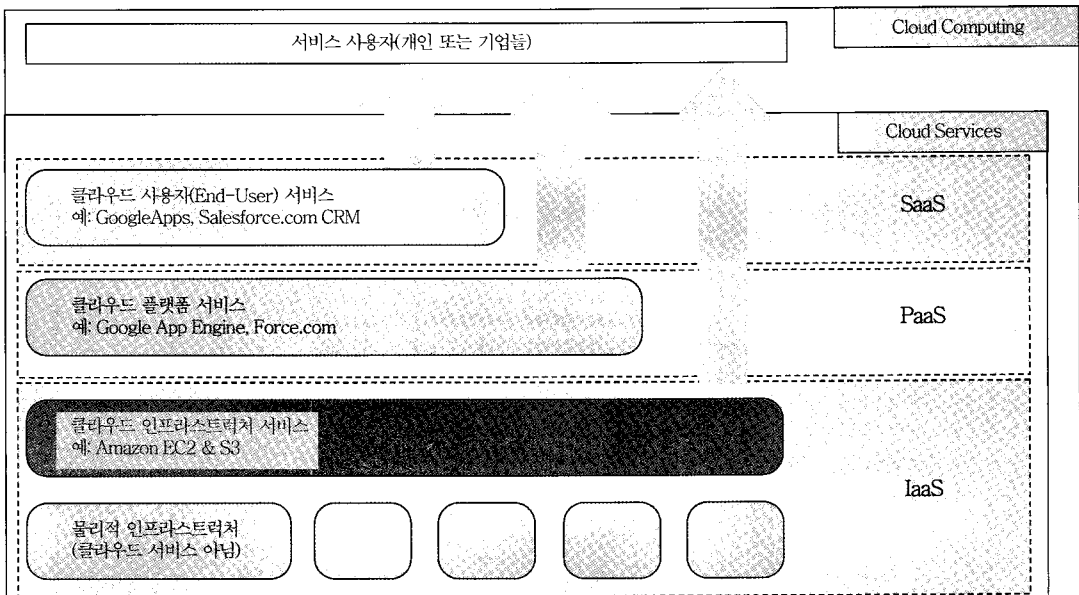 서비스 사용자(개인 또는 기업들)
Cloud Computing
Cloud Services
클라우드 사용자(End-User) 서비스
예: GoogleApps, Salesforce.com CRM
SaaS
클라우드 플랫폼 서비스
예: Google App Engine, Force.com
PaaS
클라우드 인프라스트럭처 서비스
예: Amazon EC2 & S3
IaaS
물리적 인프라스트럭처
(클라우드 서비스 아님)